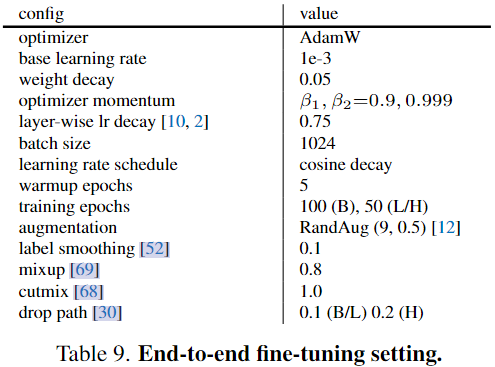 config value
optimizer AdamW
base learning rate 1e-3
weight decay 0.05
optimizer momentum β₁, β₂=0.9, 0.999
layer-wise lr decay [10, 2] 0.75
batch size 1024
learning rate schedule cosine decay
warmup epochs 5
training epochs 100 (B), 50 (L/H)
augmentation RandAug (9, 0.5) [12]
label smoothing [52] 0.1
mixup [69] 0.8
cutmix [68] 1.0
drop path [30] 0.1 (B/L) 0.2 (H)
Table 9. End-to-end fine-tuning setting.